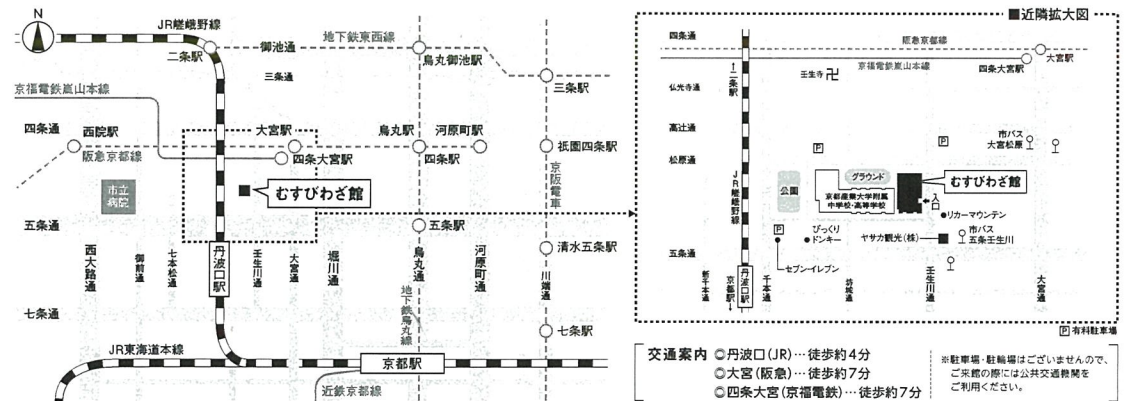 N
JR嵯峨野線
二条駅
御池通
地下鉄東西線
烏丸御池駅
三条通
三条駅
京福電鉄嵐山本線
四条通
西院駅
阪急京都線
大宮駅
四条大宮駅
烏丸駅
四条駅
河原町駅
祇園四条駅
京阪電車
市立
病院
むすびわざ館
五条通
五条駅
清水五条駅
西大路通
御前通
七本松通
丹波口駅
壬生川通
大宮通
堀川通
烏丸通
地下鉄烏丸線
河原町通
川端通
七条通
七条駅
JR東海道本線
京都駅
近鉄京都線
■近隣拡大図
四条通
阪急京都線
大宮駅
京福電鉄嵐山本線
四条大宮駅
←二条駅
壬生寺卍
仏光寺通
高辻通
P
P
市バス
大宮松原
松原通
JR嵯峨野線
公園
グラウンド
京都産業大学附属
中学校・高等学校
むすびわざ館
入口
●リカーマウンテン
P
びっくり
ドンキー
ヤサカ観光(株)
市バス
五条壬生川
五条通
セブン-イレブン
新千本通
京都駅→
丹波口駅
千本通
坊城通
壬生川通
大宮通
P有料駐車場
交通案内 ◎丹波口(JR)…徒歩約4分
◎大宮(阪急)…徒歩約7分
◎四条大宮(京福電鉄)…徒歩約7分
※駐車場・駐輪場はございませんので、
ご来館の際には公共交通機関を
ご利用ください。